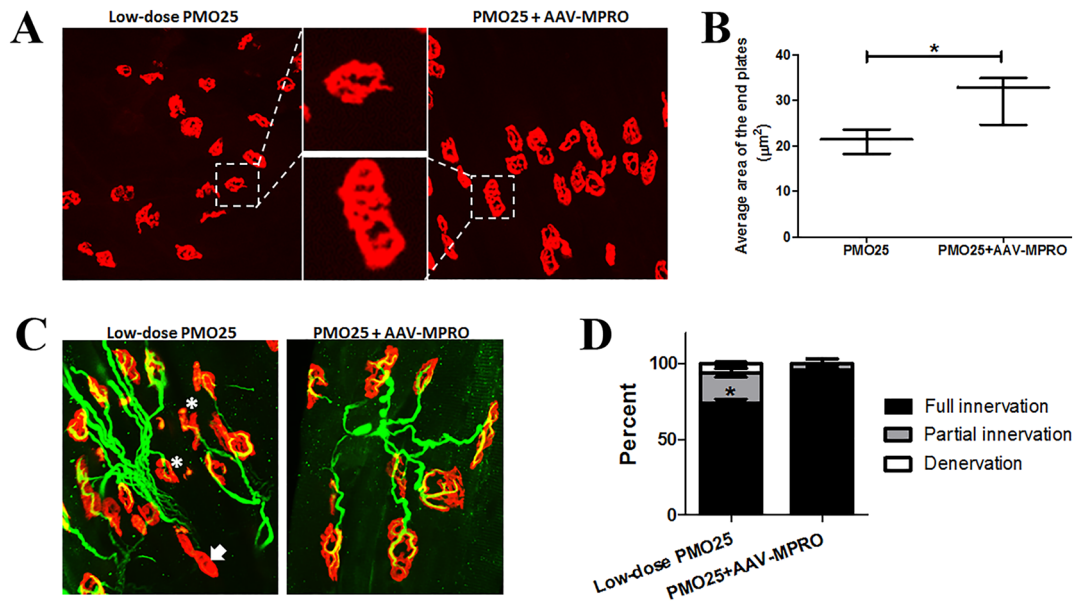 A
Low-dose PMO25
PMO25 + AAV-MPRO
B
*
Average area of the end plates
(µm2)
40
30
20
10
0
PMO25
PMO25+AAV-MPRO
C
Low-dose PMO25
PMO25 + AAV-MPRO
*
*
D
Percent
100
50
0
*
Low-dose PMO25
PMO25+AAV-MPRO
Full innervation
Partial innervation
Denervation